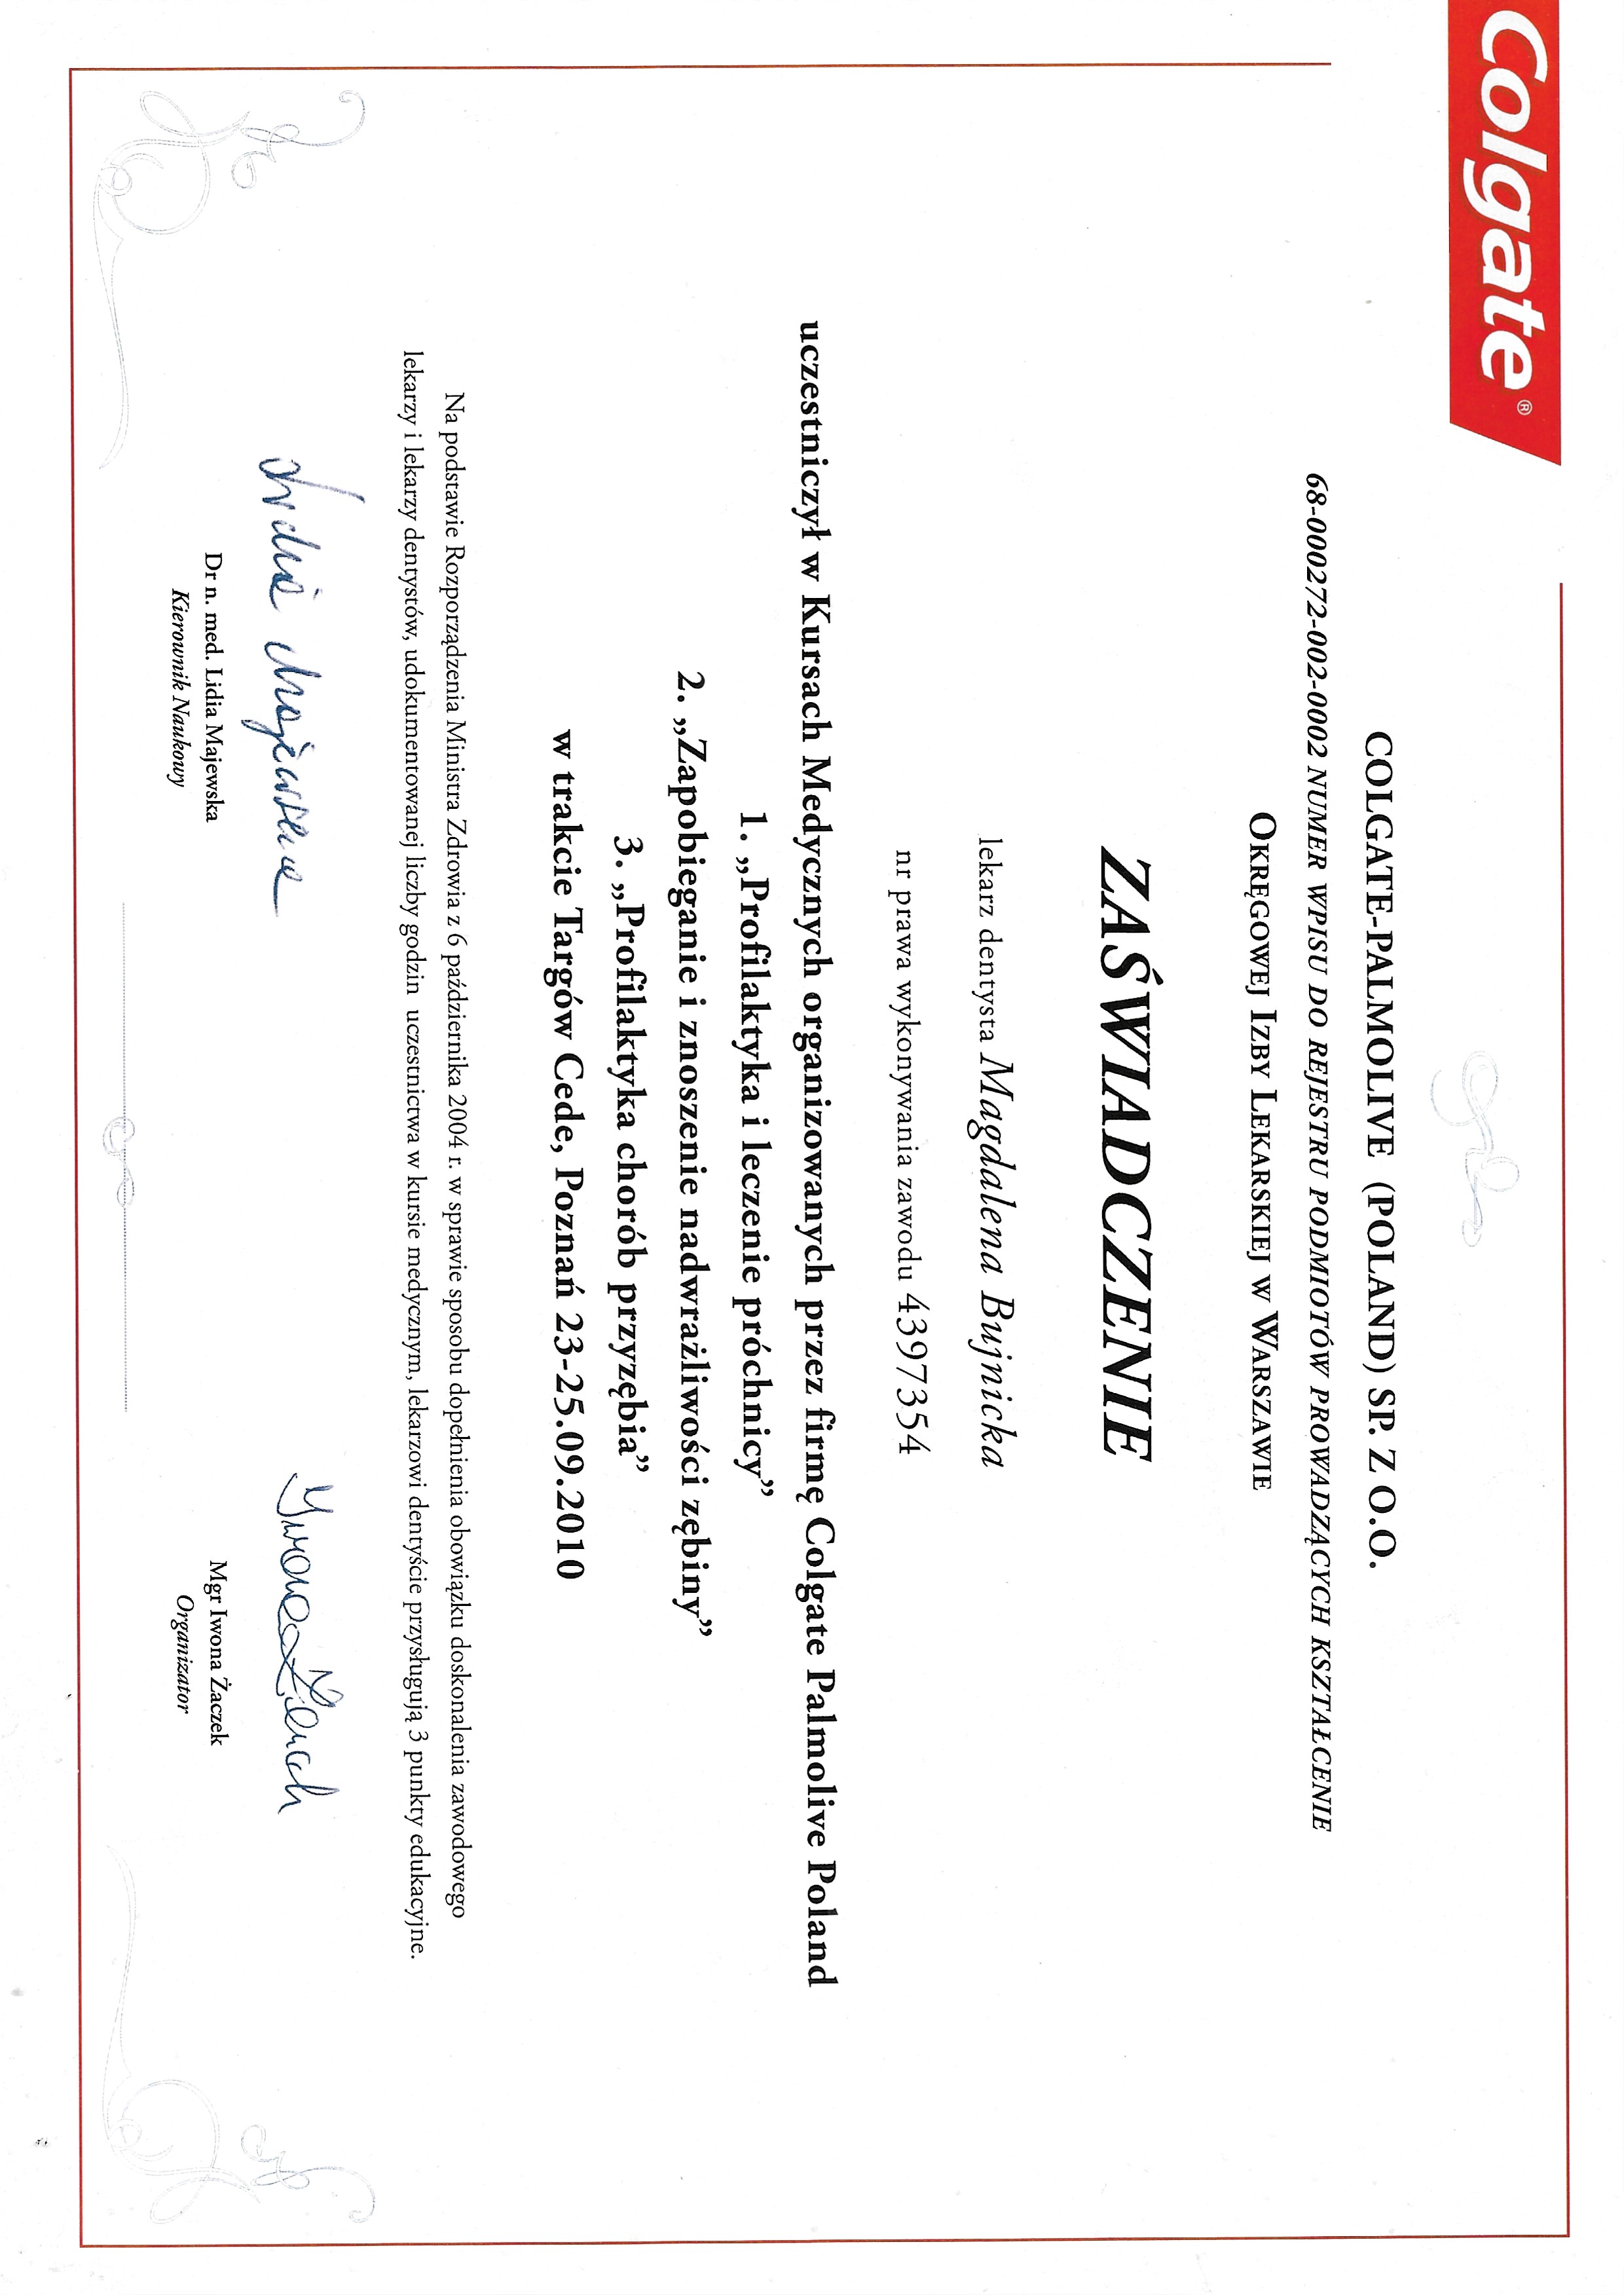 Colgate®
COLGATE-PALMOLIVE (POLAND) SP. Z O.O.
68-000272-002-0002 NUMER WPISU DO REJESTRU PODMIOTÓW PROWADZĄCYCH KSZTAŁCENIE
OKRĘGOWEJ IZBY LEKARSKIEJ W WARSZAWIE
ZAŚWIADCZENIE
lekarz dentysta Magdalena Bujnicka
nr prawa wykonywania zawodu 4397354
uczestniczył w Kursach Medycznych organizowanych przez firmę Colgate Palmolive Poland
1. „Profilaktyka i leczenie próchnicy”
2. „Zapobieganie i znoszenie nadwrażliwości zębiny”
3. „Profilaktyka chorób przyzębia”
w trakcie Targów Cede, Poznań 23-25.09.2010
Na podstawie Rozporządzenia Ministra Zdrowia z 6 października 2004 r. w sprawie sposobu dopełnienia obowiązku doskonalenia zawodowego
lekarzy i lekarzy dentystów, udokumentowanej liczby godzin uczestnictwa w kursie medycznym, lekarzowi dentyście przysługują 3 punkty edukacyjne.
Lidia Majewska
Dr n. med. Lidia Majewska
Kierownik Naukowy
Iwona Żaczek
Mgr Iwona Żaczek
Organizator